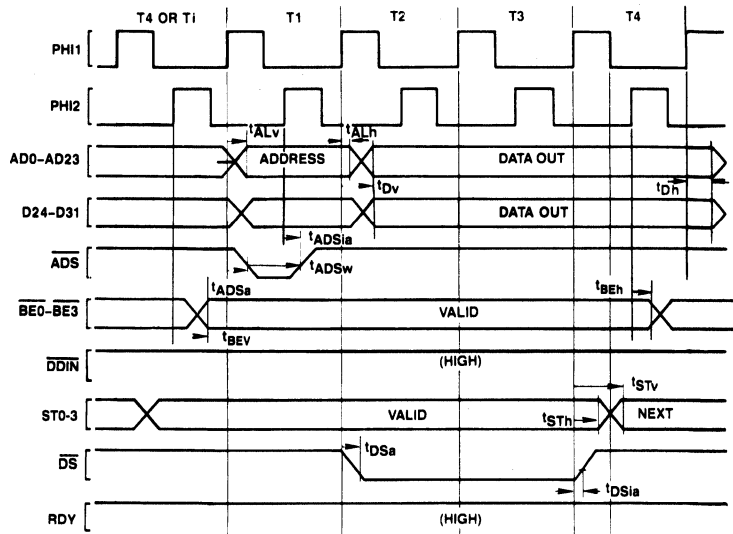 T4 OR Ti T1 T2 T3 T4
PHI1
PHI2
tALv tALh
AD0-AD23 ADDRESS DATA OUT
tDv tDh
D24-D31 DATA OUT
tADSia
ADS tADSw
tADSa tBEh
BE0-BE3 VALID
tBEV
DDIN (HIGH)
tSTv
ST0-3 VALID tSTh NEXT
DS tDSa
tDSia
RDY (HIGH)